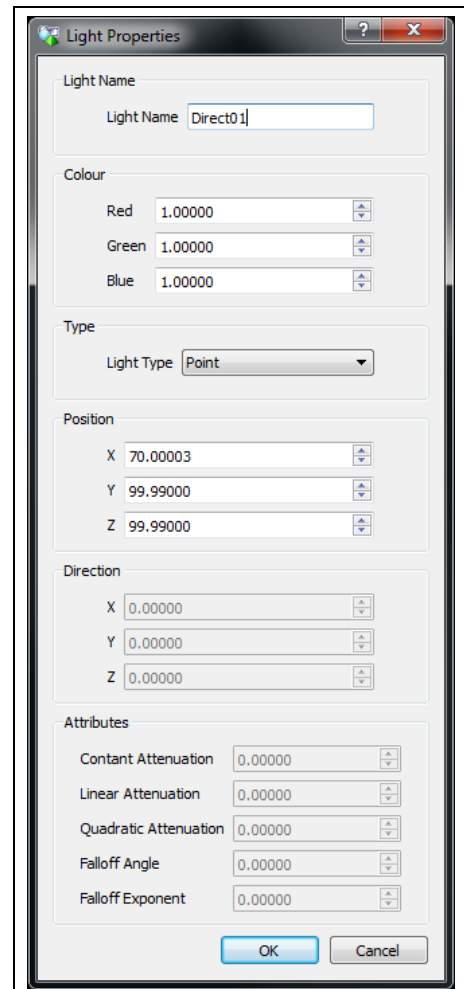 Light Properties
?
X
Light Name
Light Name Direct01
Colour
Red 1.00000
Green 1.00000
Blue 1.00000
Type
Light Type Point
Position
X 70.00003
Y 99.99000
Z 99.99000
Direction
X 0.00000
Y 0.00000
Z 0.00000
Attributes
Contant Attenuation 0.00000
Linear Attenuation 0.00000
Quadratic Attenuation 0.00000
Falloff Angle 0.00000
Falloff Exponent 0.00000
OK Cancel